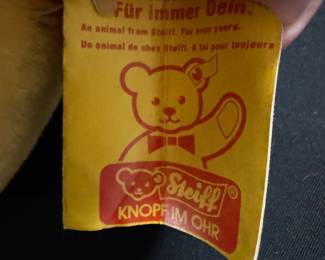 Für immer Dein.
An animal from Steiff. For ever yours.
Un animal de chez Steiff. A toi pour toujours
Steiff®
KNOPF IM OHR